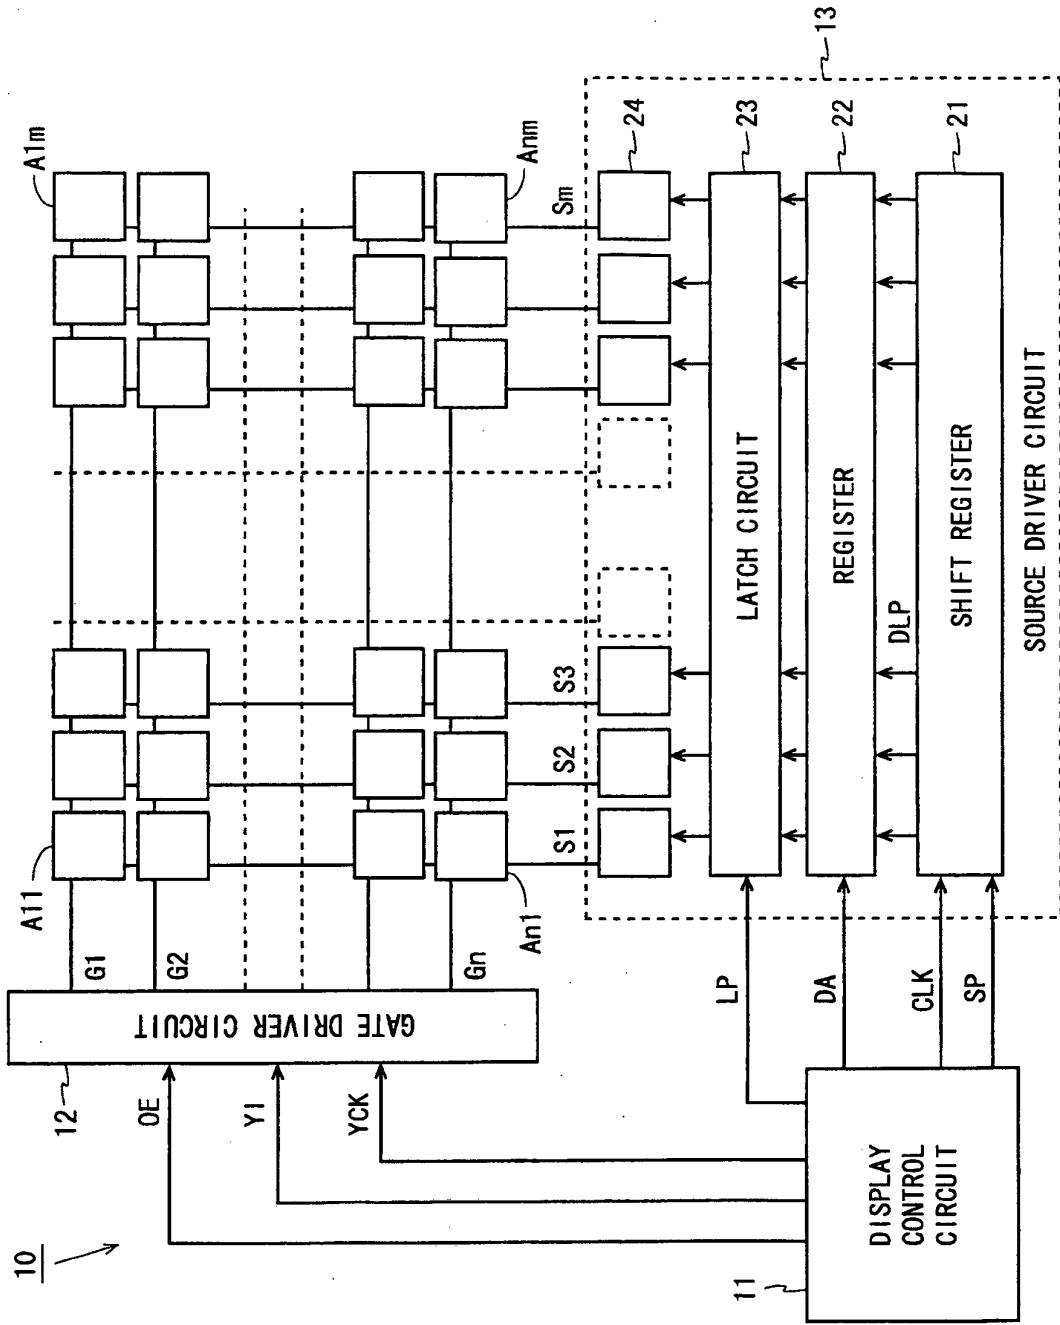 10
A11
A1m
12
G1
G2
GATE DRIVER CIRCUIT
OE
YI
YCK
Gn
An1
Anm
S1
S2
S3
Sm
13
24
LP
LATCH CIRCUIT
23
DA
REGISTER
22
DLP
11
DISPLAY
CONTROL
CIRCUIT
CLK
SP
SHIFT REGISTER
21
SOURCE DRIVER CIRCUIT